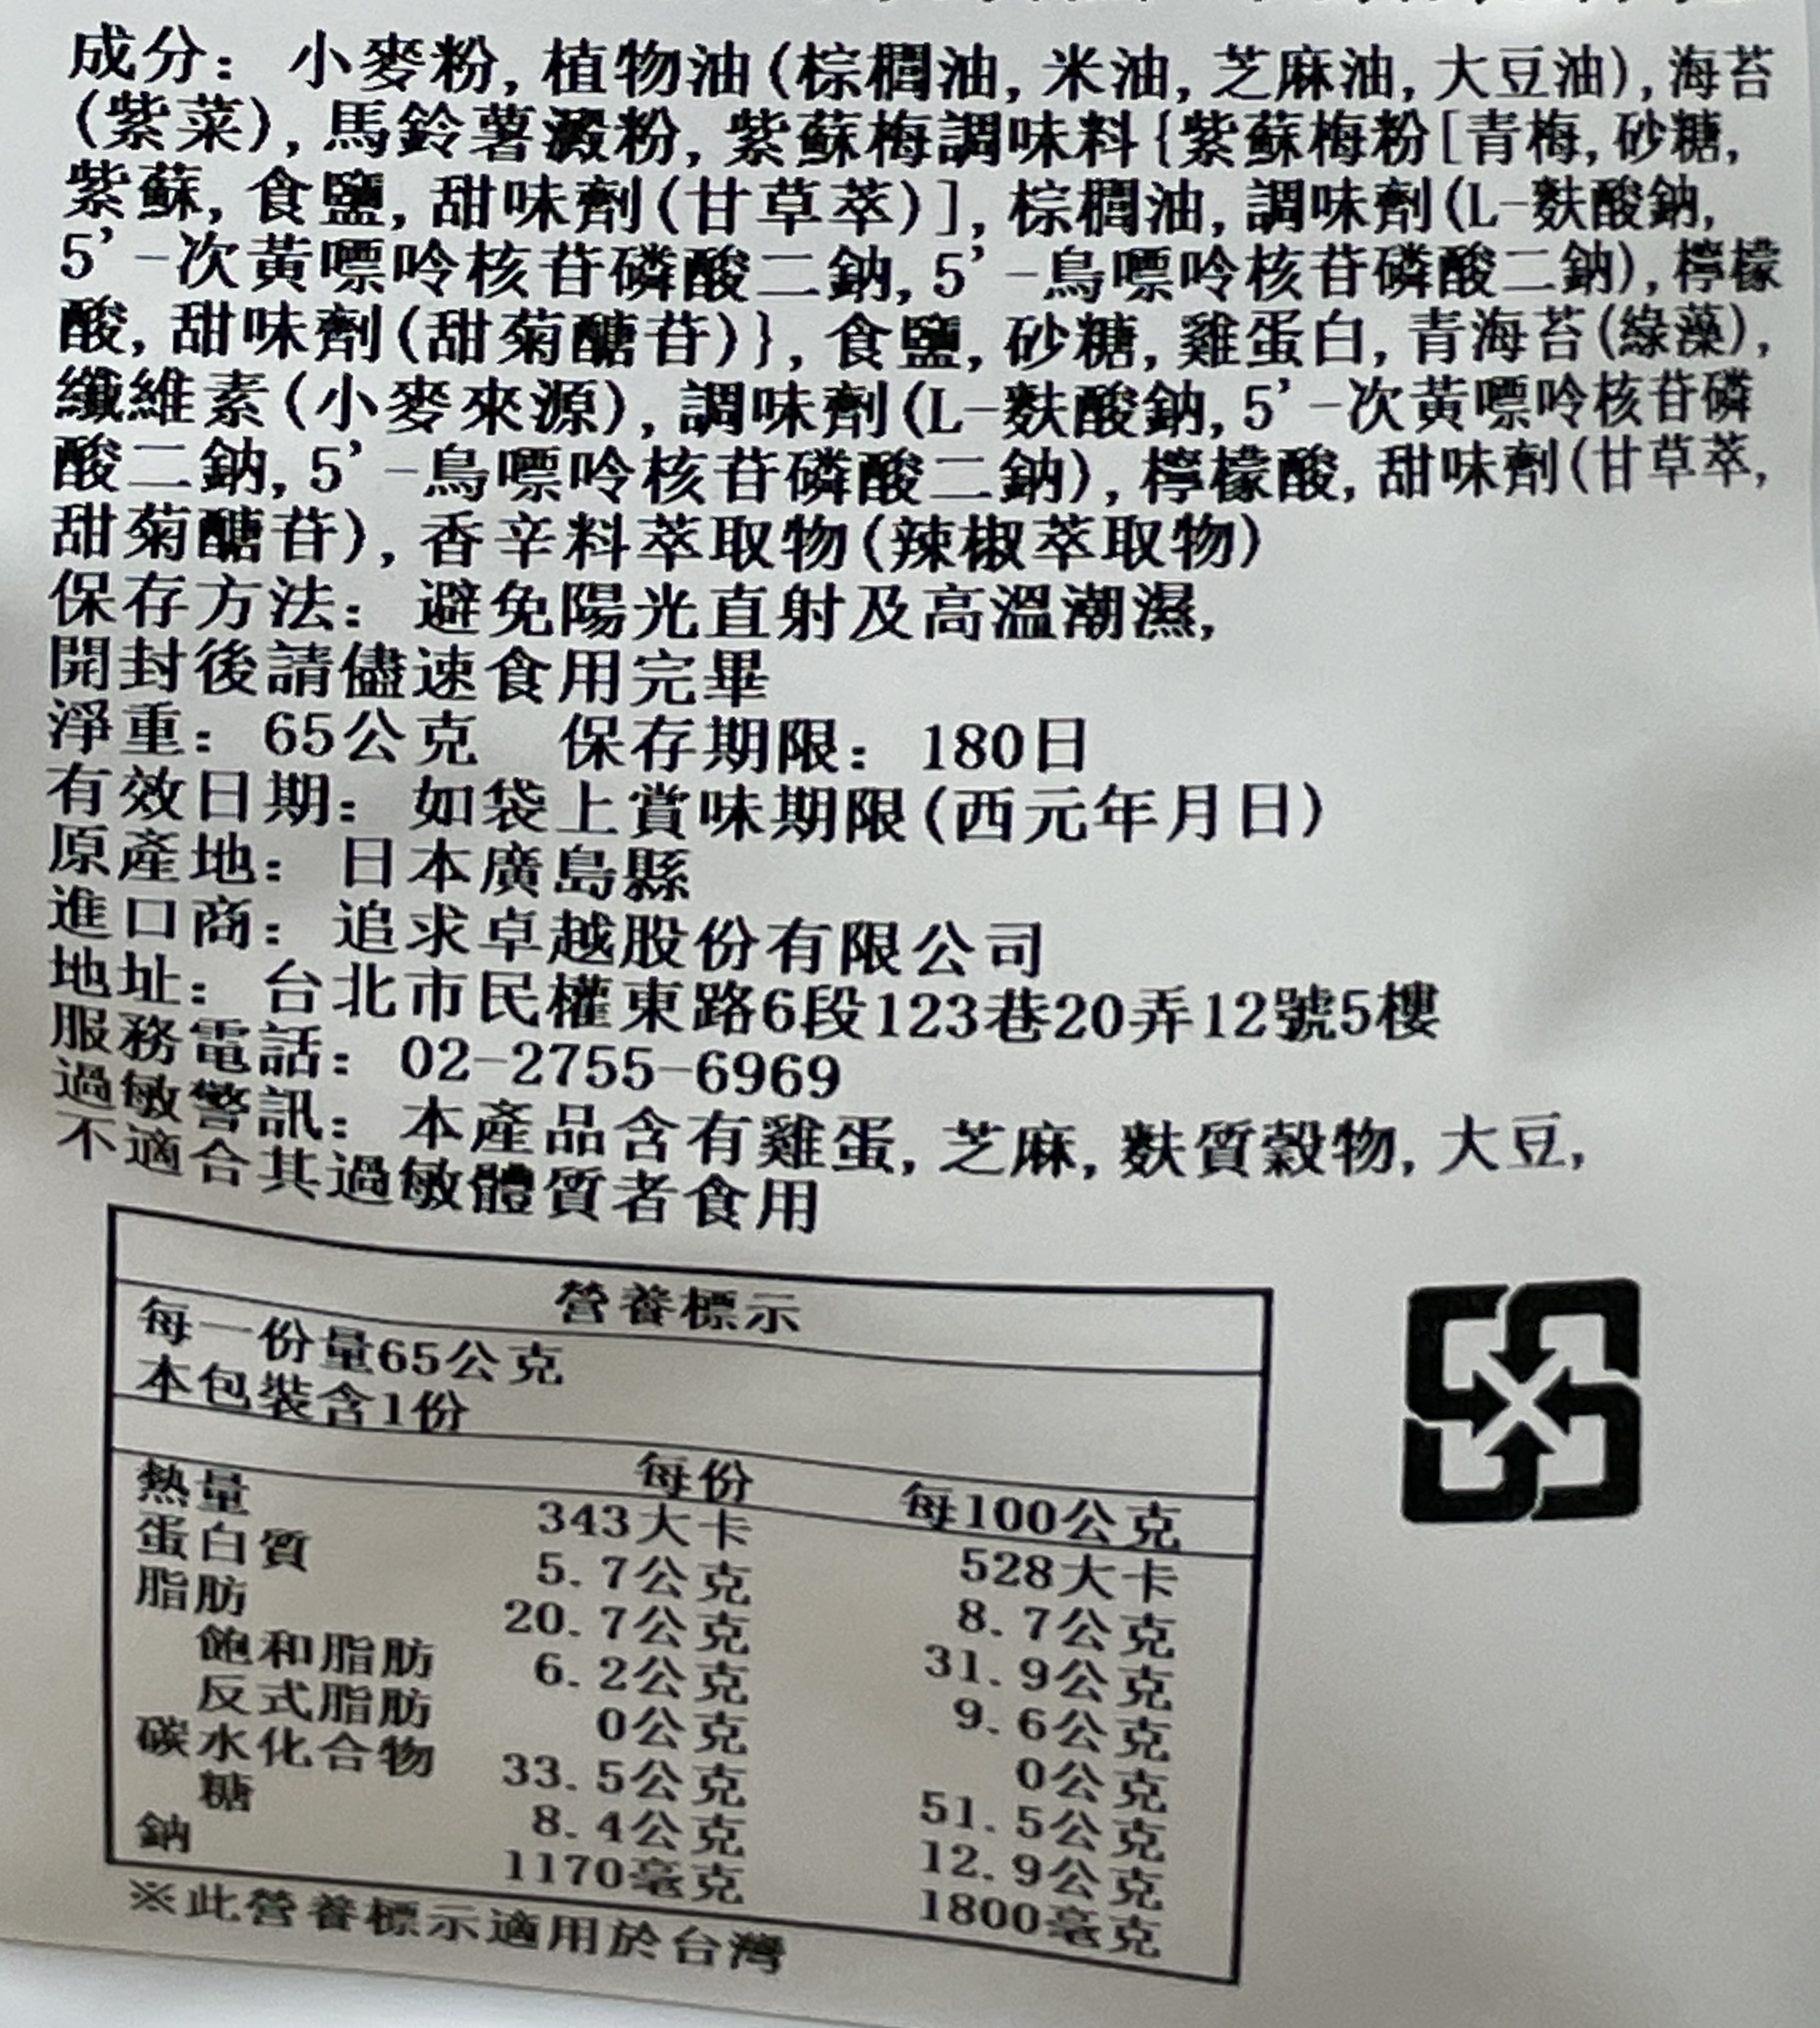 成分: 小麥粉, 植物油(棕櫚油, 米油, 芝麻油, 大豆油), 海苔
(紫菜), 馬鈴薯澱粉, 紫蘇梅調味料{紫蘇梅粉[青梅, 砂糖,
紫蘇, 食鹽, 甜味劑(甘草萃)], 棕櫚油, 調味劑(L-麩酸鈉,
5’-次黃嘌呤核苷磷酸二鈉, 5’-鳥嘌呤核苷磷酸二鈉), 檸檬
酸, 甜味劑(甜菊醣苷)}, 食鹽, 砂糖, 雞蛋白, 青海苔(綠藻),
纖維素(小麥來源), 調味劑(L-麩酸鈉, 5’-次黃嘌呤核苷磷
酸二鈉, 5’-鳥嘌呤核苷磷酸二鈉), 檸檬酸, 甜味劑(甘草萃,
甜菊醣苷), 香辛料萃取物(辣椒萃取物)
保存方法: 避免陽光直射及高溫潮濕,
開封後請儘速食用完畢
淨重: 65公克 保存期限: 180日
有效日期: 如袋上賞味期限(西元年月日)
原產地: 日本廣島縣
進口商: 追求卓越股份有限公司
地址: 台北市民權東路6段123巷20弄12號5樓
服務電話: 02-2755-6969
過敏警訊: 本產品含有雞蛋, 芝麻, 麩質穀物, 大豆,
不適合其過敏體質者食用
營養標示
每一份量65公克
本包裝含1份
每份 每100公克
熱量 343大卡 528大卡
蛋白質 5.7公克 8.7公克
脂肪 20.7公克 31.9公克
飽和脂肪 6.2公克 9.6公克
反式脂肪 0公克 0公克
碳水化合物 33.5公克 51.5公克
糖 8.4公克 12.9公克
鈉 1170毫克 1800毫克
※此營養標示適用於台灣